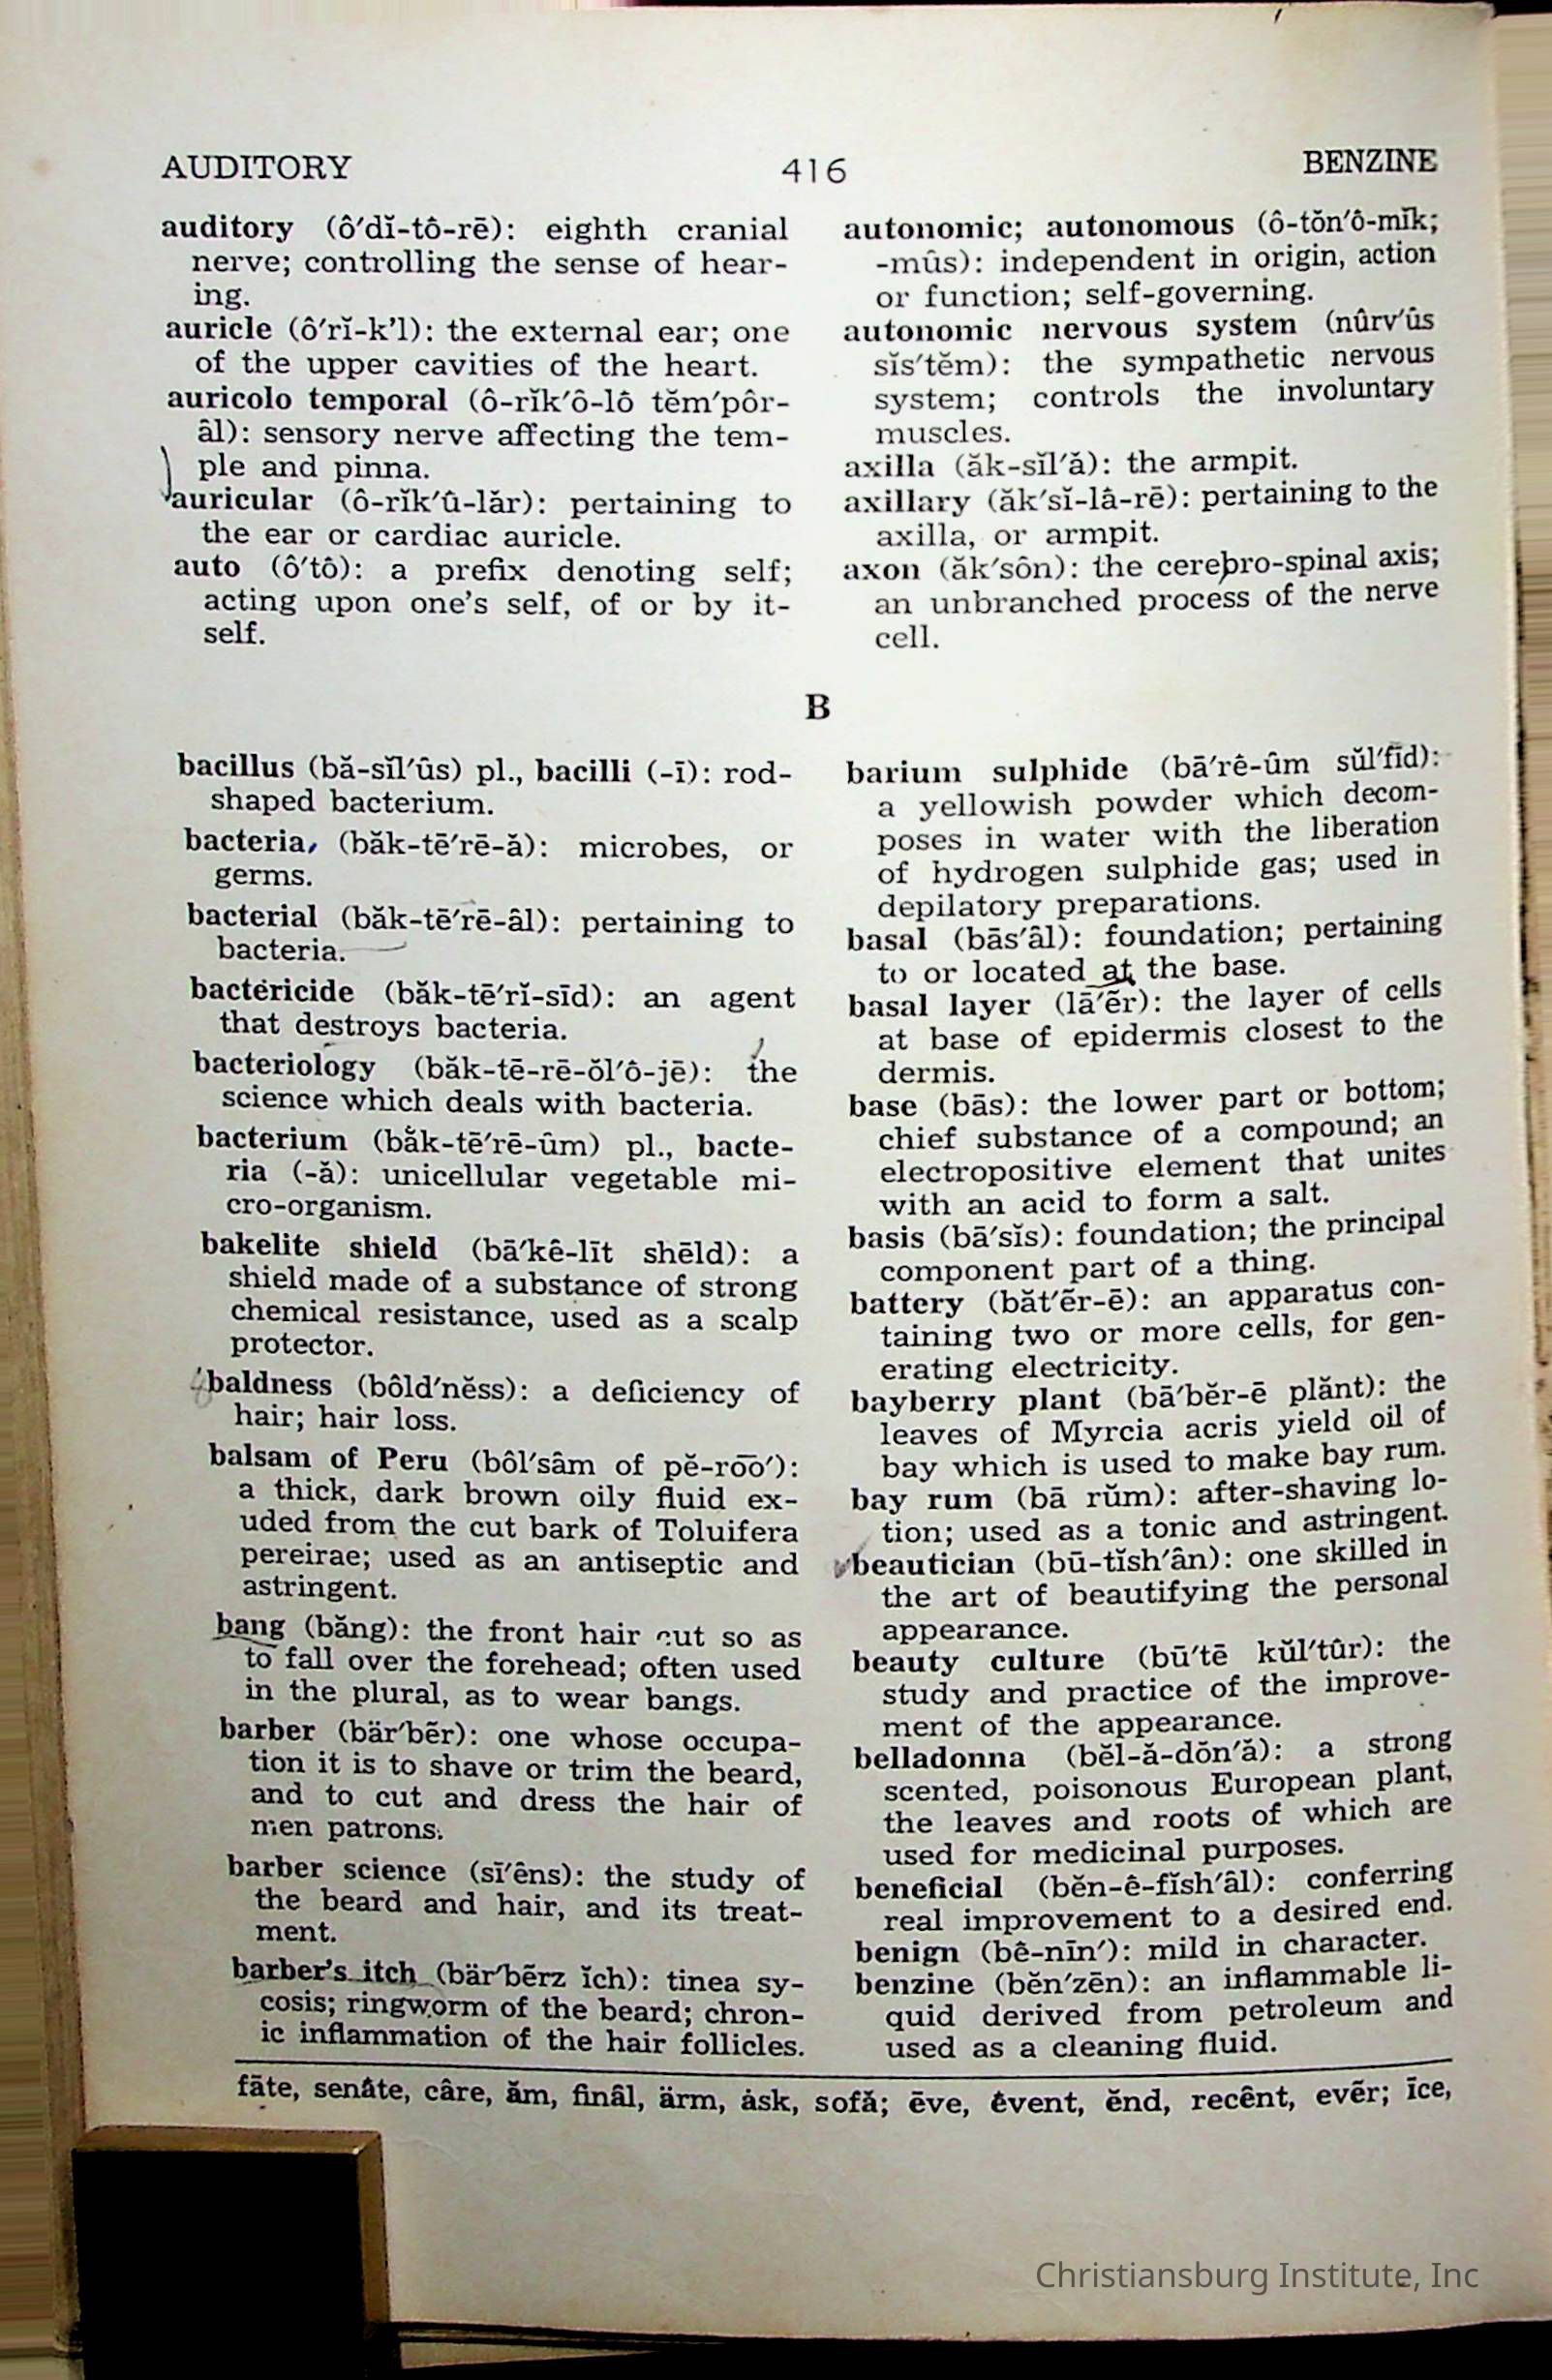 AUDITORY 416 BENZINE
auditory (ô′dĭ-tô-rē): eighth cranial
nerve; controlling the sense of hear-
ing.
auricle (ô′rĭ-k’l): the external ear; one
of the upper cavities of the heart.
auricolo temporal (ô-rĭk′ô-lô tĕm′pôr-
âl): sensory nerve affecting the tem-
ple and pinna.
auricular (ô-rĭk′û-lăr): pertaining to
the ear or cardiac auricle.
auto (ô′tô): a prefix denoting self;
acting upon one’s self, of or by it-
self.
autonomic; autonomous (ô-tŏn′ô-mĭk;
-mûs): independent in origin, action
or function; self-governing.
autonomic nervous system (nûrv′ûs
sĭs′tĕm): the sympathetic nervous
system; controls the involuntary
muscles.
axilla (ăk-sĭl′ă): the armpit.
axillary (ăk′sĭ-lâ-rē): pertaining to the
axilla, or armpit.
axon (ăk′sôn): the cerebro-spinal axis;
an unbranched process of the nerve
cell.
B
bacillus (bă-sĭl′ûs) pl., bacilli (-ī): rod-
shaped bacterium.
bacteria, (băk-tē′rē-ă): microbes, or
germs.
bacterial (băk-tē′rē-âl): pertaining to
bacteria.
bactericide (băk-tē′rĭ-sīd): an agent
that destroys bacteria.
bacteriology (băk-tē-rē-ŏl′ô-jē): the
science which deals with bacteria.
bacterium (băk-tē′rē-ûm) pl., bacte-
ria (-ă): unicellular vegetable mi-
cro-organism.
bakelite shield (bā′kê-līt shēld): a
shield made of a substance of strong
chemical resistance, used as a scalp
protector.
baldness (bôld′nĕss): a deficiency of
hair; hair loss.
balsam of Peru (bôl′sâm of pĕ-ro͞o′):
a thick, dark brown oily fluid ex-
uded from the cut bark of Toluifera
pereirae; used as an antiseptic and
astringent.
bang (băng): the front hair cut so as
to fall over the forehead; often used
in the plural, as to wear bangs.
barber (bär′bẽr): one whose occupa-
tion it is to shave or trim the beard,
and to cut and dress the hair of
men patrons.
barber science (sī′êns): the study of
the beard and hair, and its treat-
ment.
barber’s itch (bär′bẽrz ĭch): tinea sy-
cosis; ringworm of the beard; chron-
ic inflammation of the hair follicles.
barium sulphide (bā′rê-ûm sŭl′fīd):
a yellowish powder which decom-
poses in water with the liberation
of hydrogen sulphide gas; used in
depilatory preparations.
basal (bās′âl): foundation; pertaining
to or located at the base.
basal layer (lā′ẽr): the layer of cells
at base of epidermis closest to the
dermis.
base (bās): the lower part or bottom;
chief substance of a compound; an
electropositive element that unites
with an acid to form a salt.
basis (bā′sĭs): foundation; the principal
component part of a thing.
battery (băt′ẽr-ē): an apparatus con-
taining two or more cells, for gen-
erating electricity.
bayberry plant (bā′bĕr-ē plănt): the
leaves of Myrcia acris yield oil of
bay which is used to make bay rum.
bay rum (bā rŭm): after-shaving lo-
tion; used as a tonic and astringent.
beautician (bū-tĭsh′ân): one skilled in
the art of beautifying the personal
appearance.
beauty culture (bū′tē kŭl′tûr): the
study and practice of the improve-
ment of the appearance.
belladonna (bĕl-ă-dŏn′ă): a strong
scented, poisonous European plant,
the leaves and roots of which are
used for medicinal purposes.
beneficial (bĕn-ê-fĭsh′âl): conferring
real improvement to a desired end.
benign (bê-nīn′): mild in character.
benzine (bĕn′zēn): an inflammable li-
quid derived from petroleum and
used as a cleaning fluid.
fāte, senâte, câre, ăm, finâl, ärm, ȧsk, sofă; ēve, êvent, ĕnd, recênt, evẽr; īce,
Christiansburg Institute, Inc